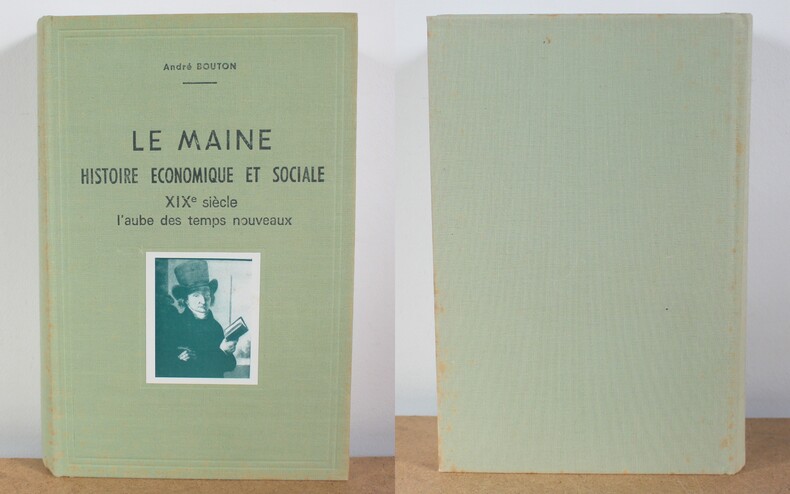 André BOUTON
LE MAINE
HISTOIRE ECONOMIQUE ET SOCIALE
XIXe siècle
l'aube des temps nouveaux